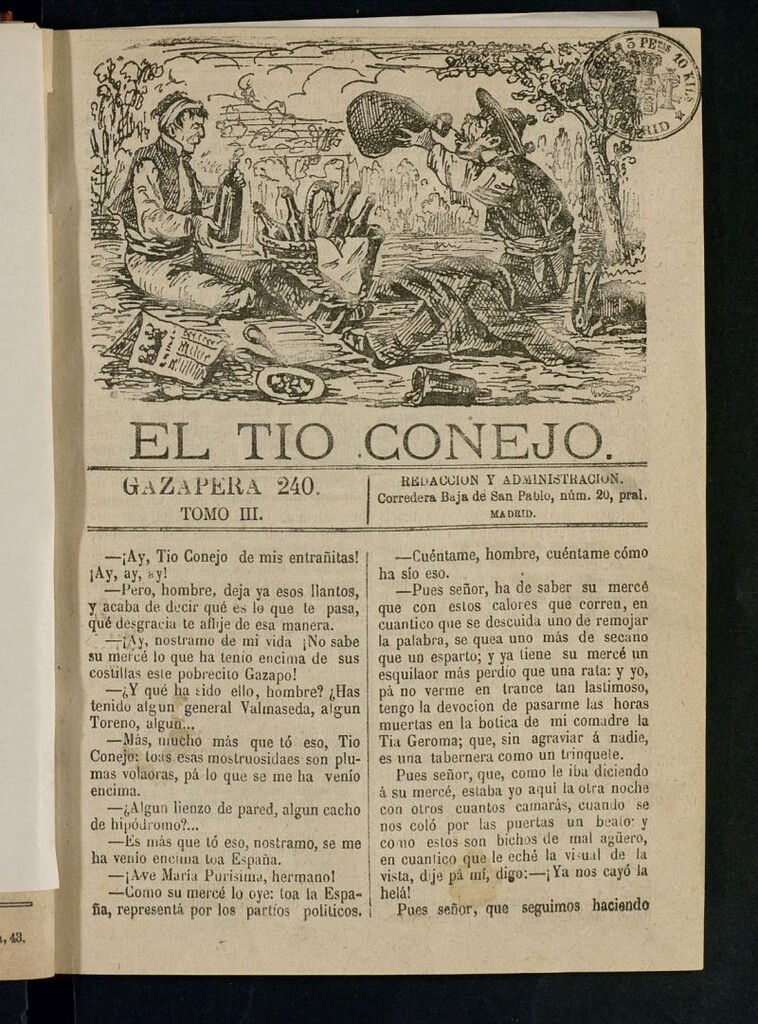 3 PETS 10 KILS
MADRID
EL TIO CONEJO.
GAZAPERA 240.
TOMO III.
REDACCION Y ADMINISTRACION.
Corredera Baja de San Pablo, núm. 20, pral.
MADRID.
—¡Ay, Tio Conejo de mis entrañitas!
¡Ay, ay, ay!
—Pero, hombre, deja ya esos llantos,
y acaba de decir qué es lo que te pasa,
qué desgracia te aflije de esa manera.
—¡Ay, nostramo de mi vida ¡No sabe
su mercé lo que ha tenío encima de sus
costillas este pobrecito Gazapo!
—¿Y qué ha sido ello, hombre? ¿Has
tenido algun general Valmaseda, algun
Toreno, algun...
—Más, mucho más que tó eso, Tio
Conejo: toas esas mostruosidaes son plu-
mas volaoras, pá lo que se me ha venío
encima.
—¿Algun lienzo de pared, algun cacho
de hipódromo?...
—Es más que tó eso, nostramo, se me
ha venío encima toa España.
—¡Ave María Purísima, hermano!
—Como su mercé lo oye: toa la Espa-
ña, representá por los partíos politicos.
—Cuéntame, hombre, cuéntame cómo
ha sío eso.
—Pues señor, ha de saber su mercé
que con estos calores que corren, en
cuantico que se descuida uno de remojar
la palabra, se quea uno más de secano
que un esparto; y ya tiene su mercé un
esquilaor más perdío que una rata: y yo,
pá no verme en trance tan lastimoso,
tengo la devocion de pasarme las horas
muertas en la botica de mi comadre la
Tia Geroma; que, sin agraviar á nadie,
es una tabernera como un trinquete.
Pues señor, que, como le iba diciendo
á su mercé, estaba yo aquí la otra noche
con otros cuantos camarás, cuando se
nos coló por las puertas un beato: y
como estos son bichos de mal agüero,
en cuantico que le eché la visual de la
vista, dije pá mí, digo:—¡Ya nos cayó la
helá!
Pues señor, que seguimos haciendo
, 43.